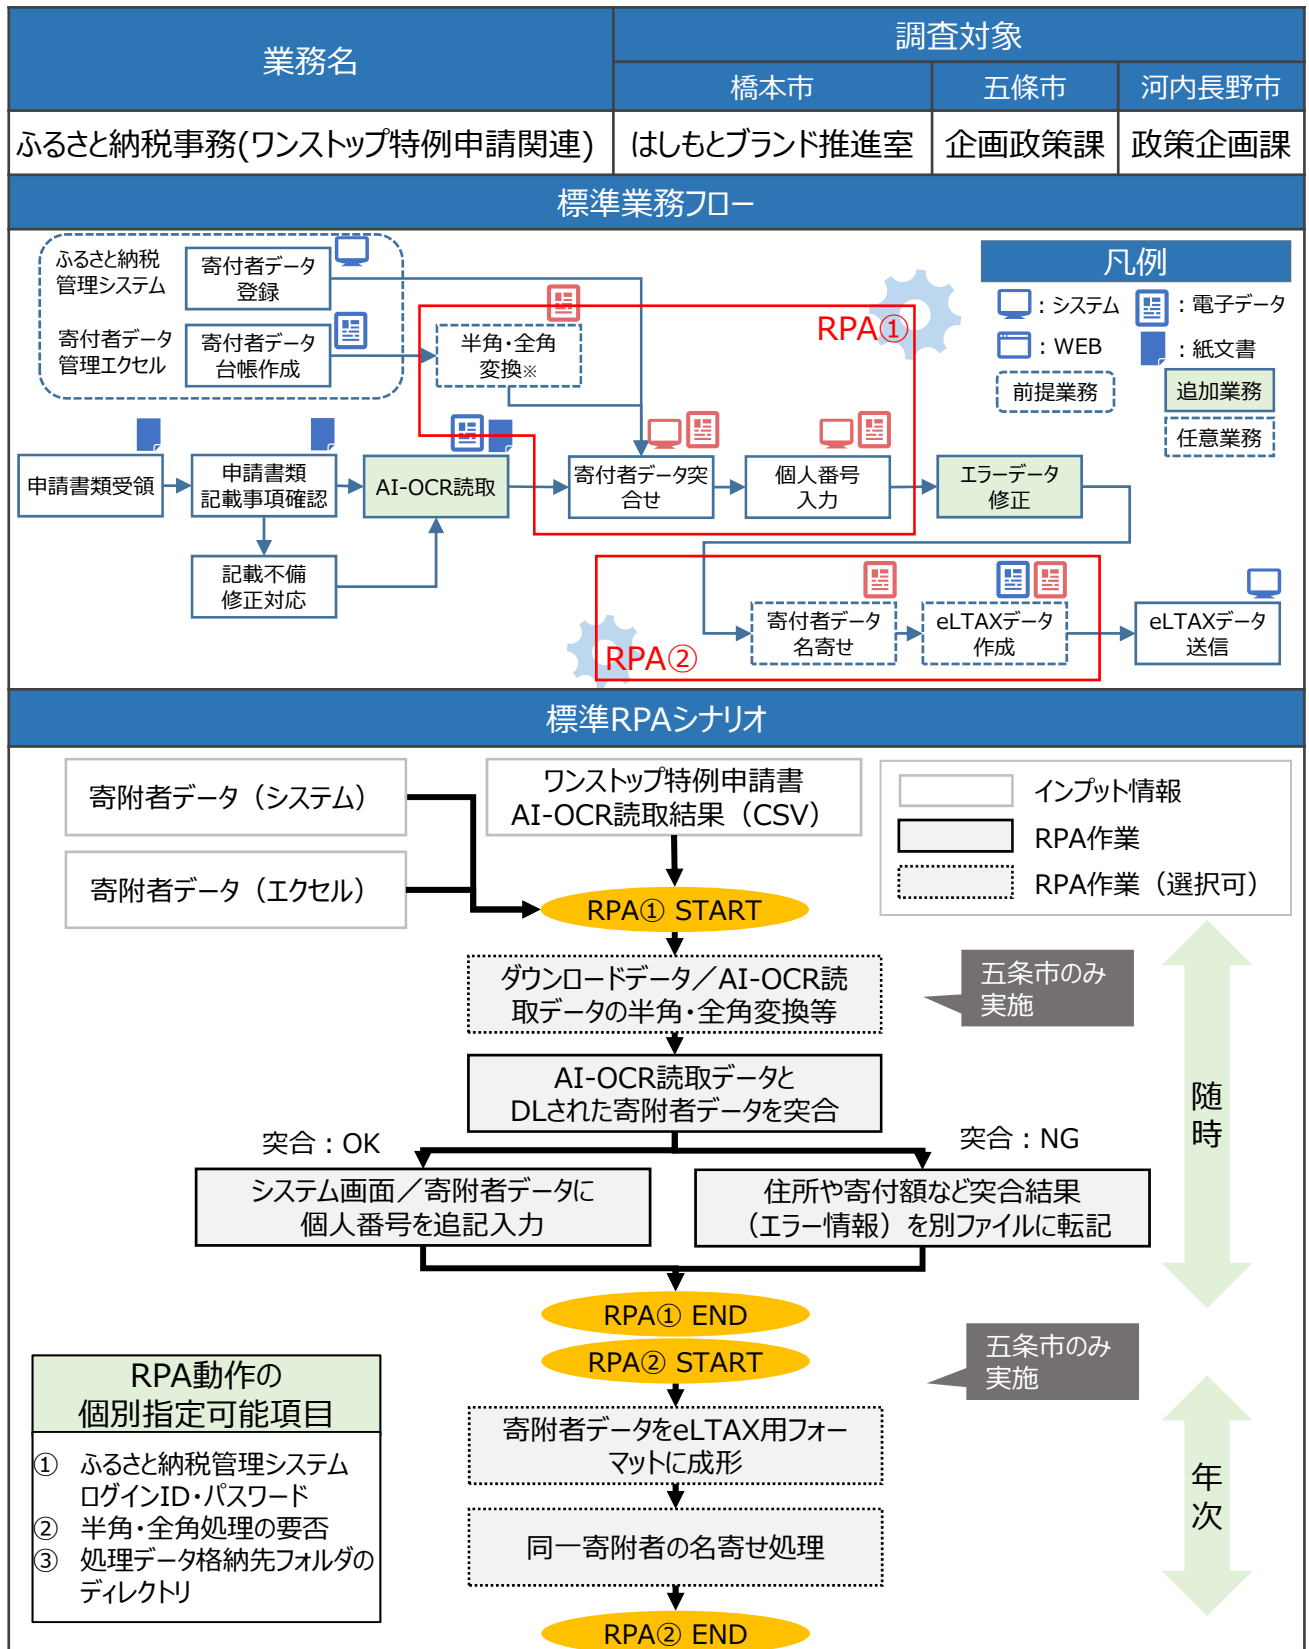 業務名
調査対象
橋本市
五條市
河内長野市
ふるさと納税事務(ワンストップ特例申請関連)
はしもとブランド推進室
企画政策課
政策企画課
標準業務フロー
ふるさと納税
管理システム
寄付者データ
登録
寄付者データ
管理エクセル
寄付者データ
台帳作成
半角・全角
変換※
RPA①
凡例
：システム
：電子データ
：WEB
：紙文書
前提業務
追加業務
任意業務
申請書類受領
申請書類
記載事項確認
AI-OCR読取
寄付者データ突
合せ
個人番号
入力
エラーデータ
修正
記載不備
修正対応
寄付者データ
名寄せ
eLTAXデータ
作成
eLTAXデータ
送信
RPA②
標準RPAシナリオ
寄附者データ（システム）
ワンストップ特例申請書
AI-OCR読取結果（CSV）
寄附者データ（エクセル）
インプット情報
RPA作業
RPA作業（選択可）
RPA① START
ダウンロードデータ／AI-OCR読
取データの半角・全角変換等
五条市のみ
実施
AI-OCR読取データと
DLされた寄附者データを突合
突合：OK
突合：NG
システム画面／寄附者データに
個人番号を追記入力
住所や寄付額など突合結果
（エラー情報）を別ファイルに転記
随時
RPA① END
RPA② START
五条市のみ
実施
寄附者データをeLTAX用フォー
マットに成形
同一寄附者の名寄せ処理
RPA② END
年次
RPA動作の
個別指定可能項目
① ふるさと納税管理システム
ログインID・パスワード
② 半角・全角処理の要否
③ 処理データ格納先フォルダの
ディレクトリ